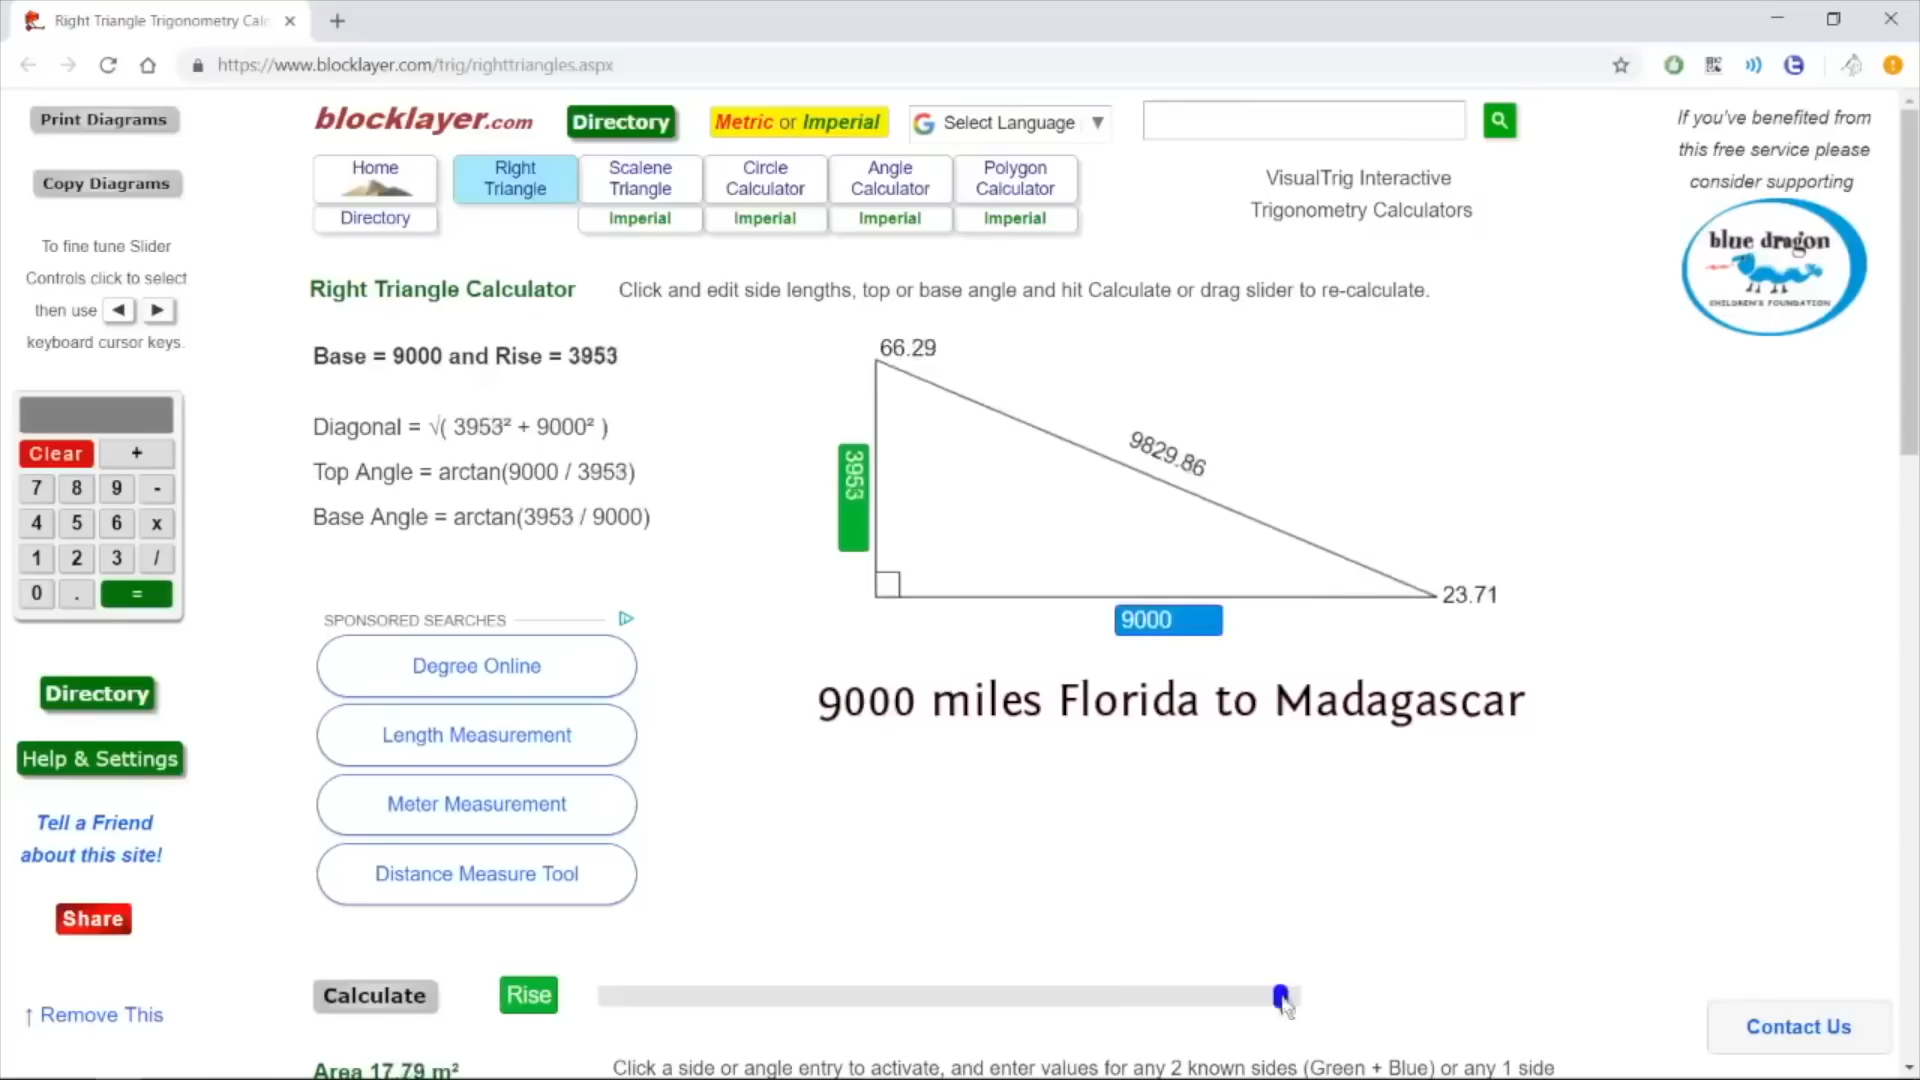 Right Triangle Trigonometry Calc
https://www.blocklayer.com/trig/righttriangles.aspx
Print Diagrams
Copy Diagrams
To fine tune Slider
Controls click to select
then use ◀ ▶
keyboard cursor keys.
Clear +
7 8 9 -
4 5 6 x
1 2 3 /
0 . =
Directory
Help & Settings
Tell a Friend
about this site!
Share
↑ Remove This
blocklayer.com
Directory
Metric or Imperial
Select Language ▼
Home
Directory
Right
Triangle
Scalene
Triangle
Imperial
Circle
Calculator
Imperial
Angle
Calculator
Imperial
Polygon
Calculator
Imperial
VisualTrig Interactive
Trigonometry Calculators
If you've benefited from
this free service please
consider supporting
blue dragon
CHILDREN'S FOUNDATION
Right Triangle Calculator
Click and edit side lengths, top or base angle and hit Calculate or drag slider to re-calculate.
Base = 9000 and Rise = 3953
Diagonal = √( 3953² + 9000² )
Top Angle = arctan(9000 / 3953)
Base Angle = arctan(3953 / 9000)
66.29
3953
9829.86
23.71
9000
9000 miles Florida to Madagascar
SPONSORED SEARCHES
Degree Online
Length Measurement
Meter Measurement
Distance Measure Tool
Calculate
Rise
Contact Us
Area 17.79 m²
Click a side or angle entry to activate, and enter values for any 2 known sides (Green + Blue) or any 1 side